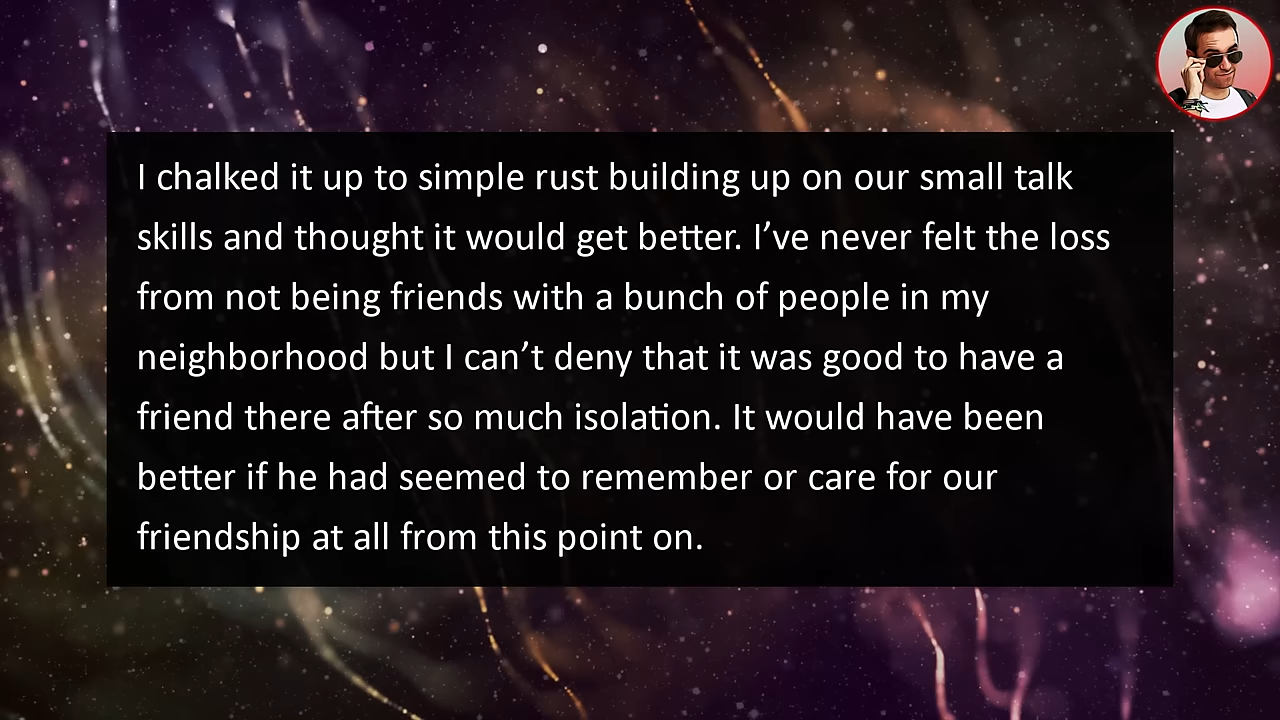 I chalked it up to simple rust building up on our small talk
skills and thought it would get better. I’ve never felt the loss
from not being friends with a bunch of people in my
neighborhood but I can’t deny that it was good to have a
friend there after so much isolation. It would have been
better if he had seemed to remember or care for our
friendship at all from this point on.